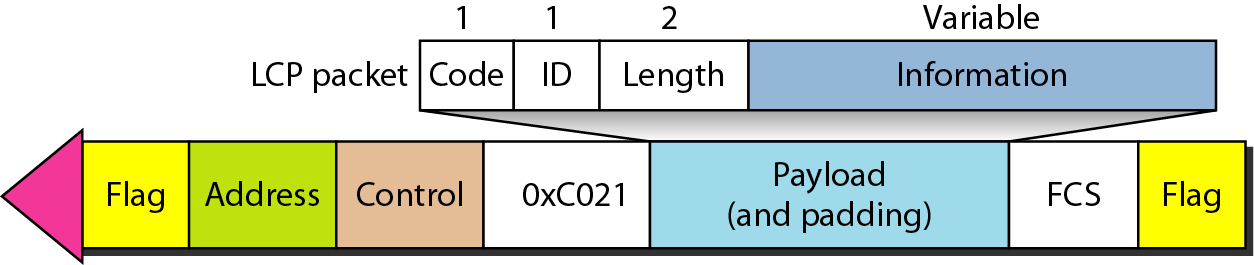 1 1 2 Variable
LCP packet Code ID Length Information
Flag Address Control 0xC021 Payload FCS Flag
(and padding)